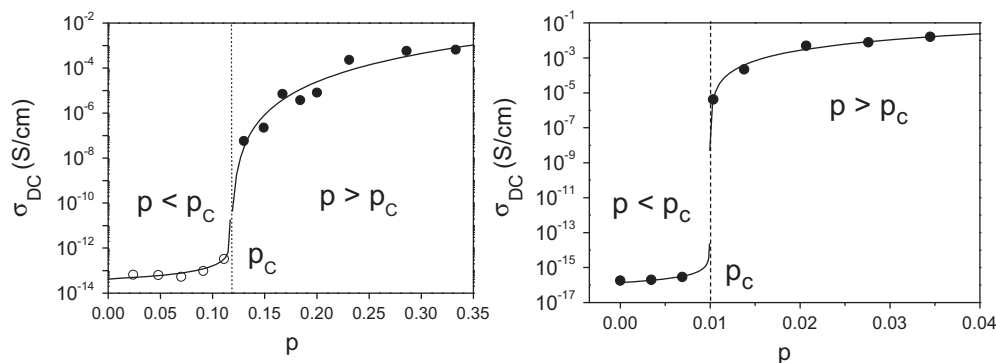 10^-2
10^-4
10^-6
10^-8
10^-10
10^-12
10^-14
σ_DC (S/cm)
p < p_C
p > p_C
p_C
0.00 0.05 0.10 0.15 0.20 0.25 0.30 0.35
p
10^-1
10^-3
10^-5
10^-7
10^-9
10^-11
10^-13
10^-15
10^-17
σ_DC (S/cm)
p > p_c
p < p_c
p_c
0.00 0.01 0.02 0.03 0.04
p